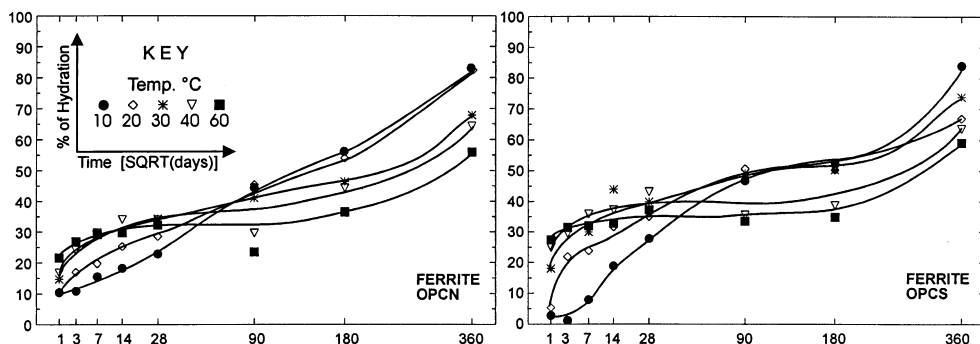 100
90
80
70
60
50
40
30
20
10
0
% of Hydration
KEY
Temp. °C
10 20 30 40 60
Time [SQRT(days)]
FERRITE
OPCN
1 3 7 14 28 90 180 360
100
90
80
70
60
50
40
30
20
10
0
FERRITE
OPCS
1 3 7 14 28 90 180 360